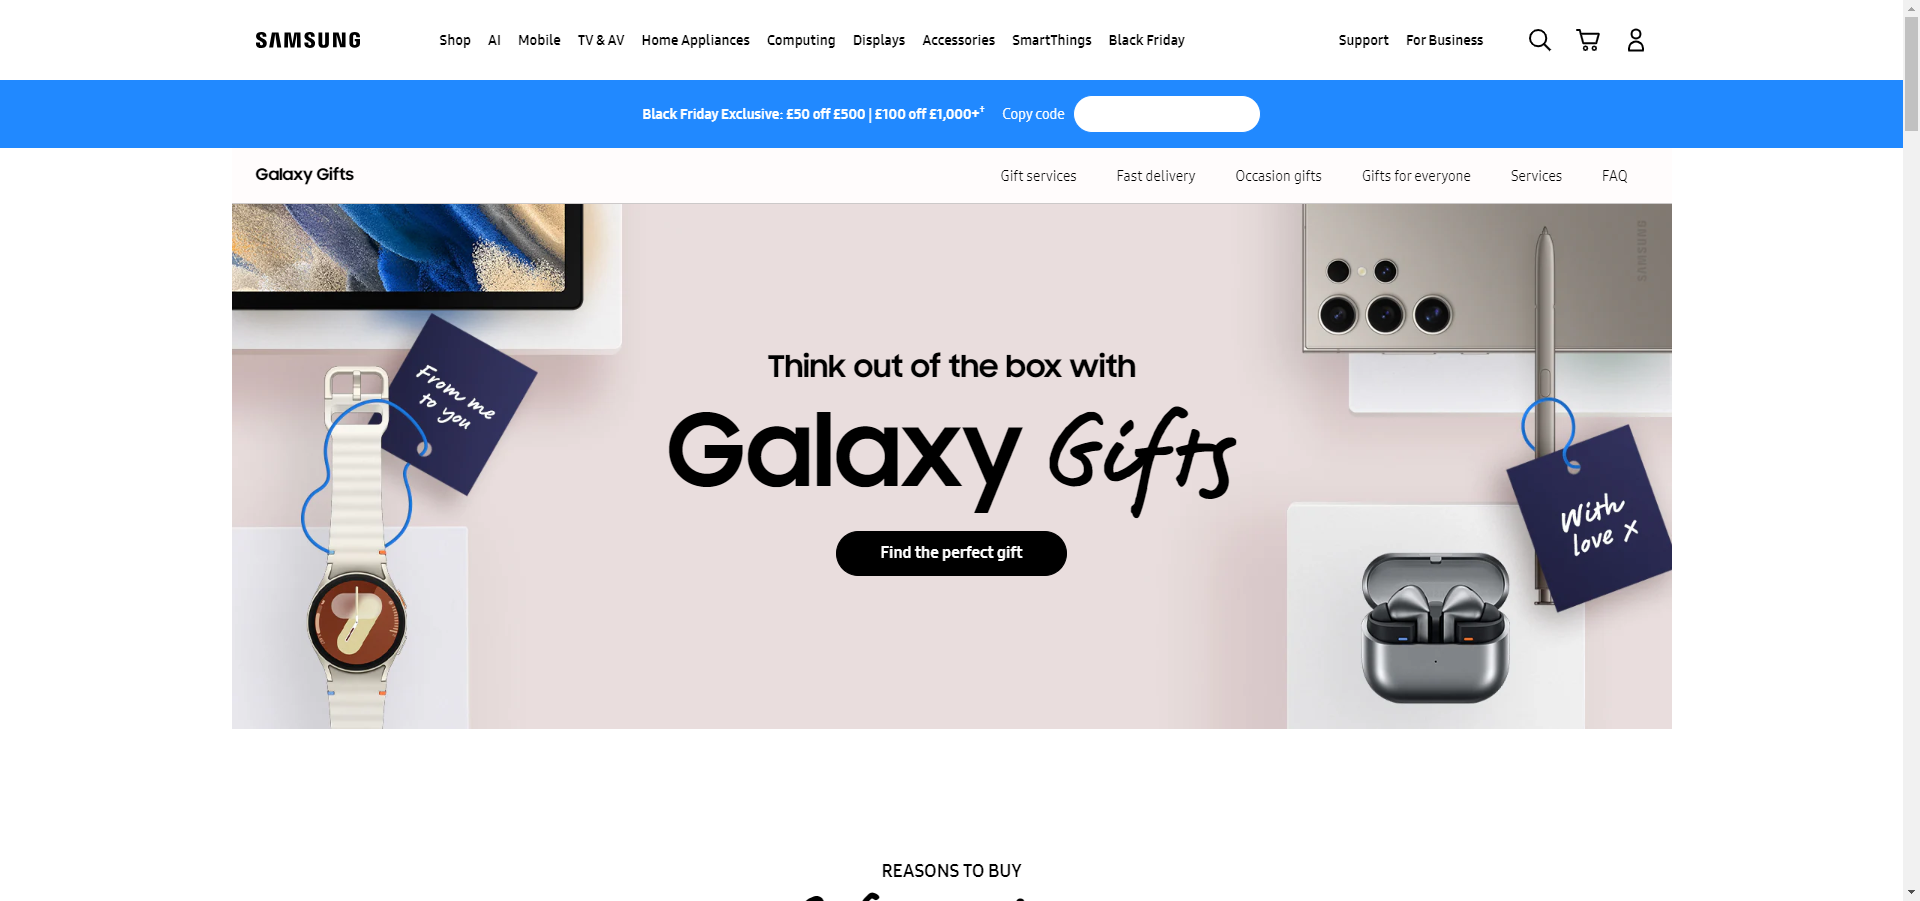 SAMSUNG
Shop AI Mobile TV & AV Home Appliances Computing Displays Accessories SmartThings Black Friday Support For Business
Black Friday Exclusive: £50 off £500 | £100 off £1,000+† Copy code
Galaxy Gifts
Gift services Fast delivery Occasion gifts Gifts for everyone Services FAQ
SAMSUNG
From me
to you
Think out of the box with
Galaxy Gifts
Find the perfect gift
With
love x
REASONS TO BUY